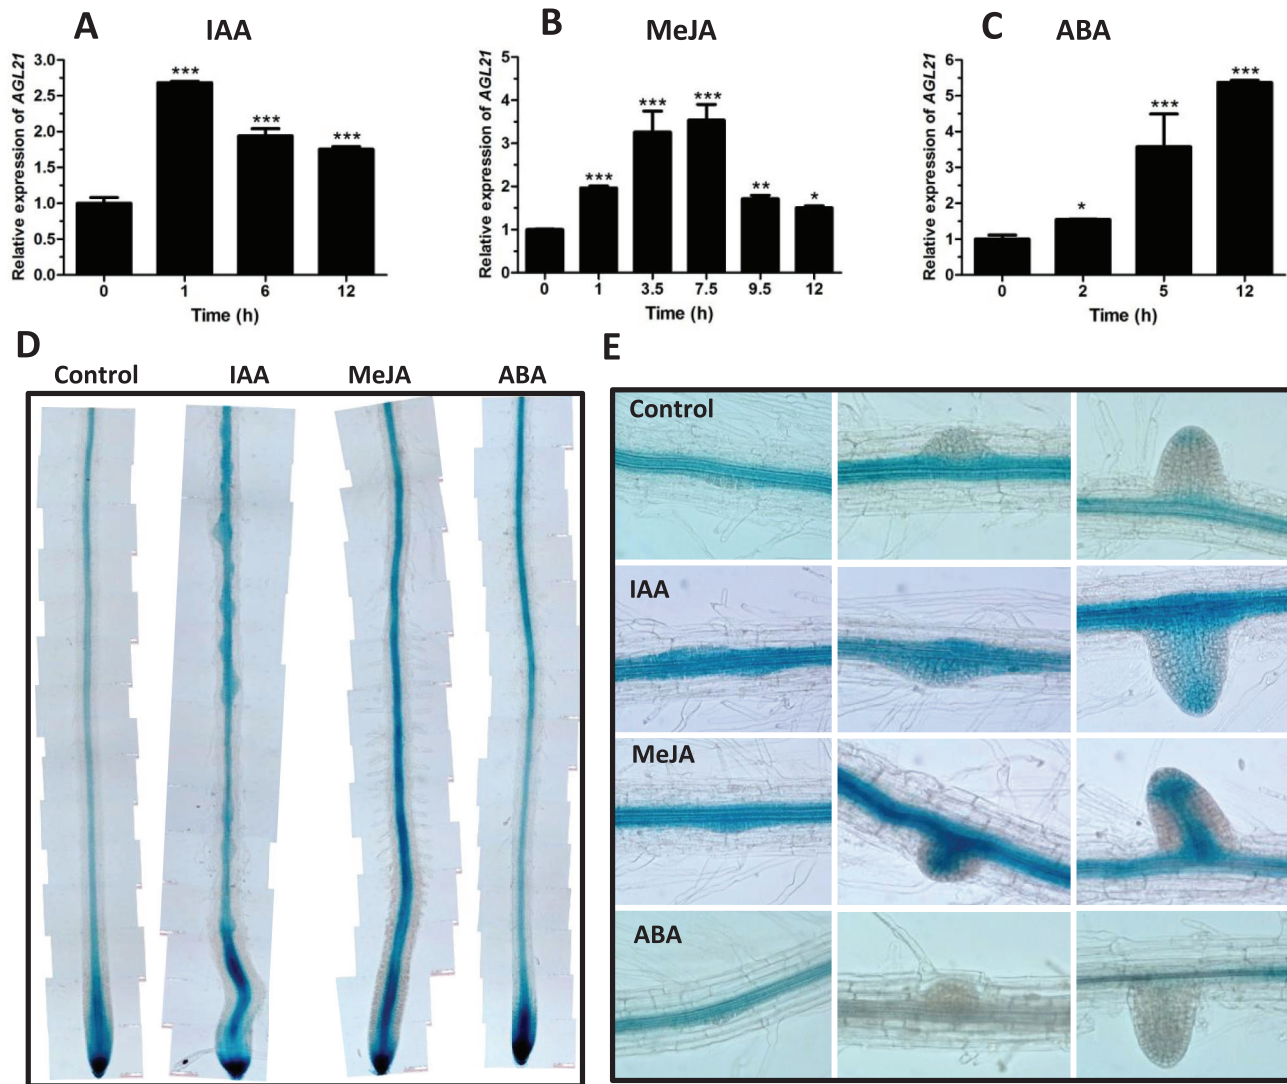 A IAA
Relative expression of AGL21
3.0
2.5
2.0
1.5
1.0
0.5
0.0
***
***
***
0 1 6 12
Time (h)
B MeJA
Relative expression of AGL21
5
4
3
2
1
0
***
***
***
**
*
0 1 3.5 7.5 9.5 12
Time (h)
C ABA
Relative expression of AGL21
6
5
4
3
2
1
0
*
***
***
0 2 5 12
Time (h)
D
Control IAA MeJA ABA
E
Control
IAA
MeJA
ABA